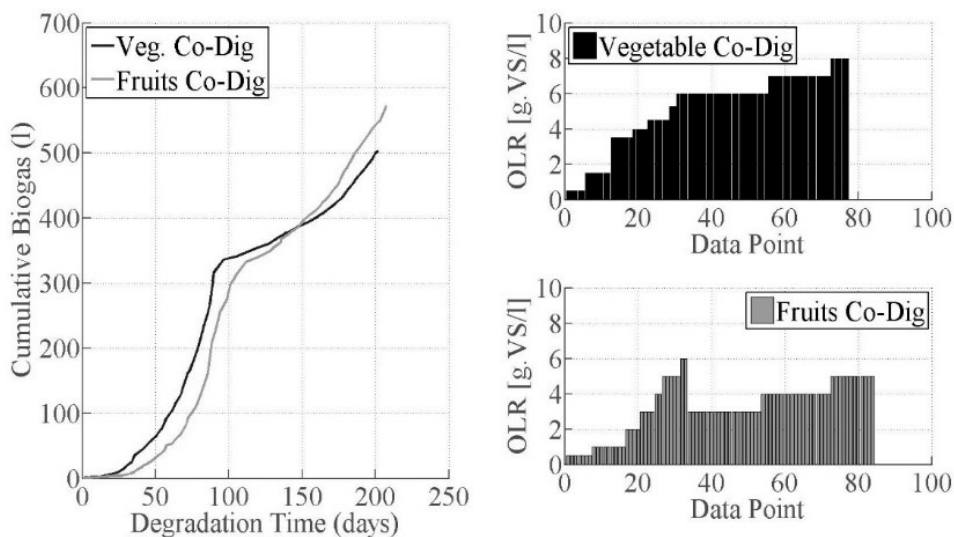 700
600
500
400
300
200
100
0
Cumulative Biogas (l)
Veg. Co-Dig
Fruits Co-Dig
0 50 100 150 200 250
Degradation Time (days)
10
8
6
4
2
0
OLR [g.VS/l]
Vegetable Co-Dig
0 20 40 60 80 100
Data Point
10
8
6
4
2
0
OLR [g.VS/l]
Fruits Co-Dig
0 20 40 60 80 100
Data Point